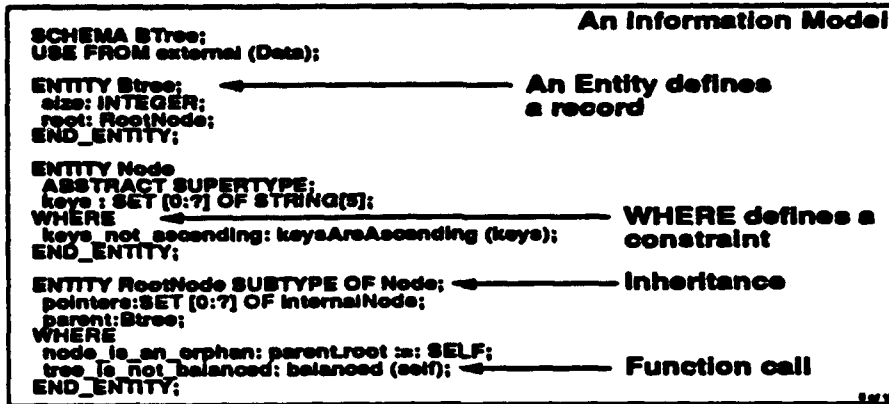 An Information Model
SCHEMA BTree;
USE FROM external (Data);
ENTITY Btree;
An Entity defines
a record
size: INTEGER;
root: RootNode;
END_ENTITY;
ENTITY Node
ABSTRACT SUPERTYPE;
keys : SET [0:?] OF STRING[5];
WHERE
WHERE defines a
constraint
keys_not_ascending: keysAreAscending (keys);
END_ENTITY;
ENTITY RootNode SUBTYPE OF Node;
Inheritance
pointers:SET [0:?] OF InternalNode;
parent:Btree;
WHERE
node_is_an_orphan: parent.root :=: SELF;
tree_is_not_balanced: balanced (self);
Function call
END_ENTITY;